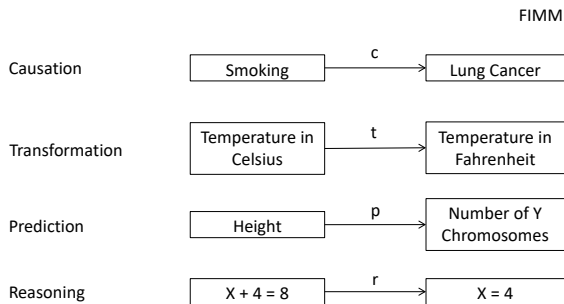 FIMM
Causation
Smoking
c
Lung Cancer
Transformation
Temperature in
Celsius
t
Temperature in
Fahrenheit
Prediction
Height
p
Number of Y
Chromosomes
Reasoning
X + 4 = 8
r
X = 4